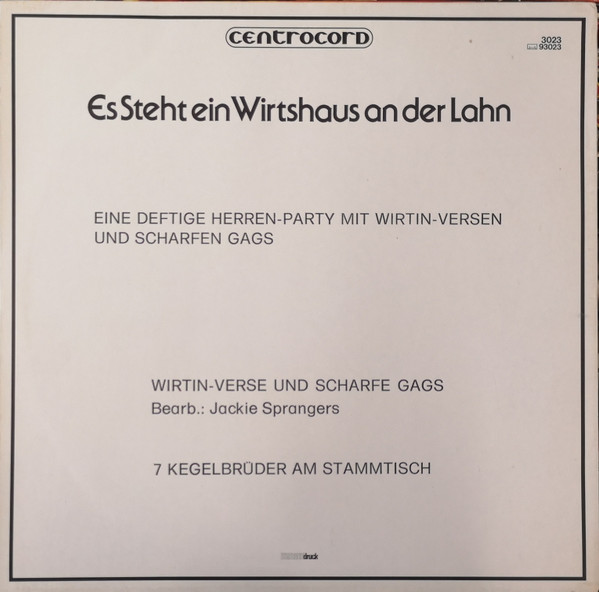 centrocord
3023
93023
Es Steht ein Wirtshaus an der Lahn
EINE DEFTIGE HERREN-PARTY MIT WIRTIN-VERSEN
UND SCHARFEN GAGS
WIRTIN-VERSE UND SCHARFE GAGS
Bearb.: Jackie Sprangers
7 KEGELBRÜDER AM STAMMTISCH
druck